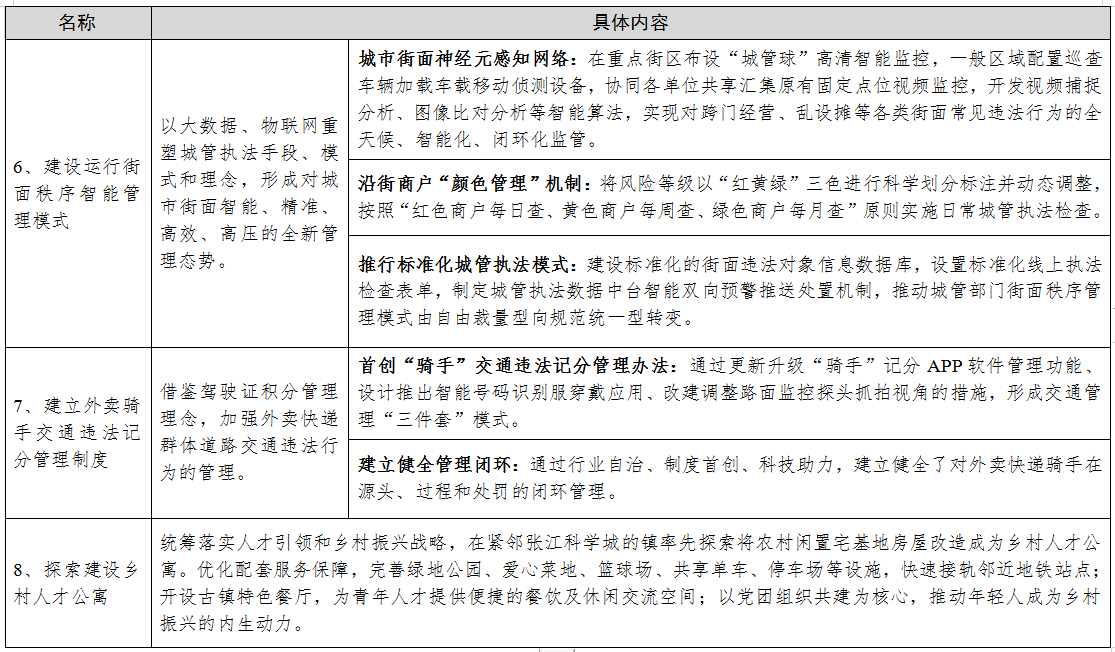 名称
具体内容
6、建设运行街
面秩序智能管
理模式
以大数据、物联网重
塑城管执法手段、模
式和理念，形成对城
市街面智能、精准、
高效、高压的全新管
理态势。
城市街面神经元感知网络：在重点街区布设“城管球”高清智能监控，一般区域配置巡查
车辆加载车载移动侦测设备，协同各单位共享汇集原有固定点位视频监控，开发视频捕捉
分析、图像比对分析等智能算法，实现对跨门经营、乱设摊等各类街面常见违法行为的全
天候、智能化、闭环化监管。
沿街商户“颜色管理”机制：将风险等级以“红黄绿”三色进行科学划分标注并动态调整，
按照“红色商户每日查、黄色商户每周查、绿色商户每月查”原则实施日常城管执法检查。
推行标准化城管执法模式：建设标准化的街面违法对象信息数据库，设置标准化线上执法
检查表单，制定城管执法数据中台智能双向预警推送处置机制，推动城管部门街面秩序管
理模式由自由裁量型向规范统一型转变。
7、建立外卖骑
手交通违法记
分管理制度
借鉴驾驶证积分管理
理念，加强外卖快递
群体道路交通违法行
为的管理。
首创“骑手”交通违法记分管理办法：通过更新升级“骑手”记分 APP 软件管理功能、
设计推出智能号码识别服穿戴应用、改建调整路面监控探头抓拍视角的措施，形成交通管
理“三件套”模式。
建立健全管理闭环：通过行业自治、制度首创、科技助力，建立健全了对外卖快递骑手在
源头、过程和处罚的闭环管理。
8、探索建设乡
村人才公寓
统筹落实人才引领和乡村振兴战略，在紧邻张江科学城的镇率先探索将农村闲置宅基地房屋改造成为乡村人才公
寓。优化配套服务保障，完善绿地公园、爱心菜地、篮球场、共享单车、停车场等设施，快速接轨邻近地铁站点；
开设古镇特色餐厅，为青年人才提供便捷的餐饮及休闲交流空间；以党团组织共建为核心，推动年轻人成为乡村
振兴的内生动力。